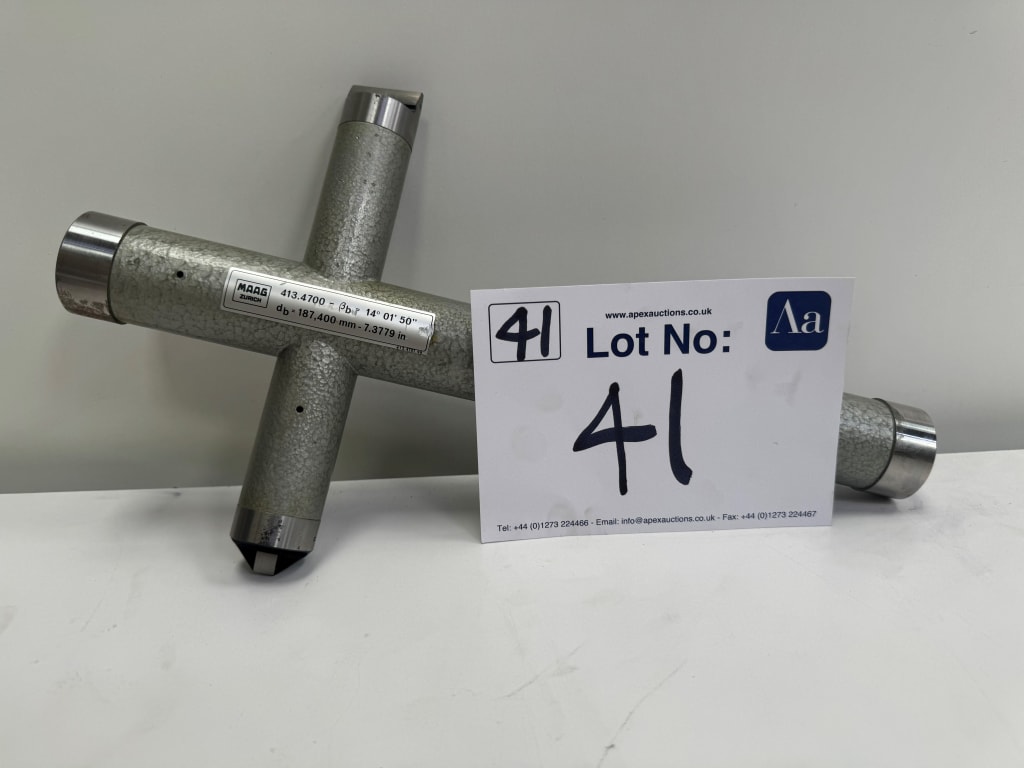 MAAG
ZURICH
413.4700 - βb = 14° 01' 50"
db = 187.400 mm - 7.3779 in
41
www.apexauctions.co.uk
Lot No:
Aa
41
Tel: +44 (0)1273 224466 - Email: info@apexauctions.co.uk - Fax: +44 (0)1273 224467